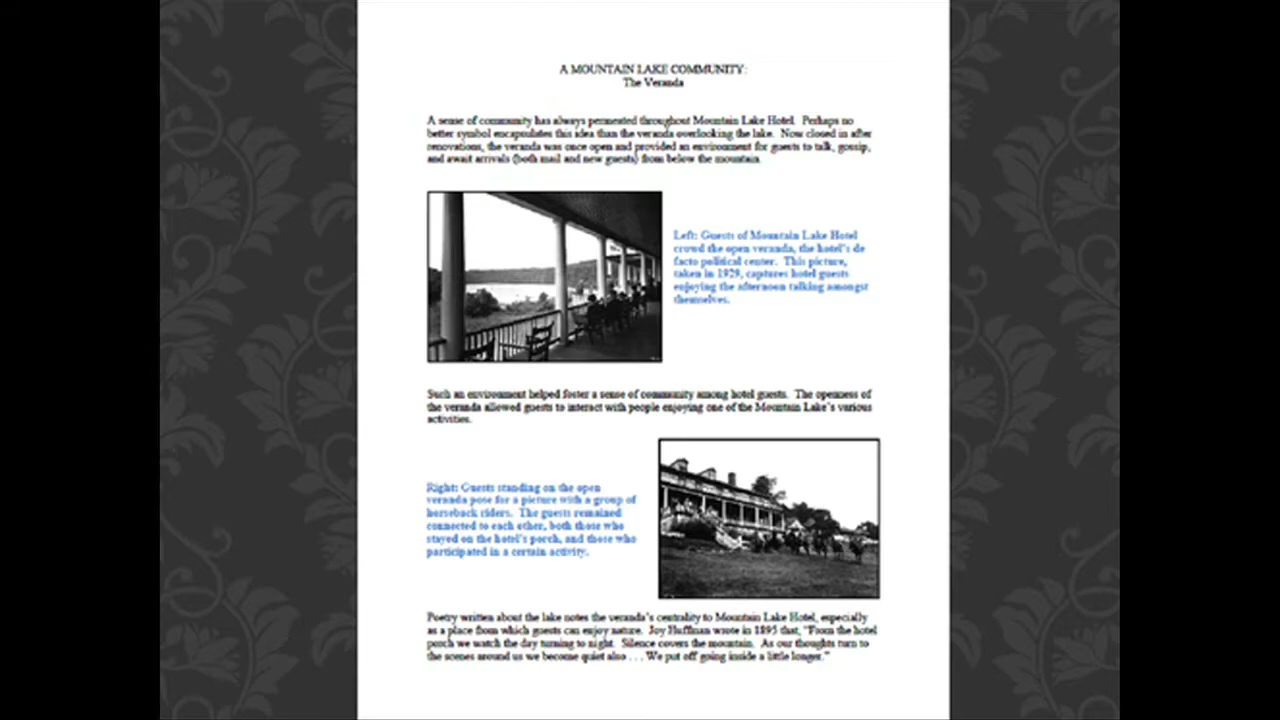 A MOUNTAIN LAKE COMMUNITY:
The Veranda
A sense of community has always permeated throughout Mountain Lake Hotel. Perhaps no
better symbol encapsulates this idea than the veranda overlooking the lake. Now closed in after
renovations, the veranda was once open and provided an environment for guests to talk, gossip,
and await arrivals (both mail and new guests) from below the mountain.
Left: Guests of Mountain Lake Hotel
crowd the open veranda, the hotel's de
facto political center. This picture,
taken in 1929, captures hotel guests
enjoying the afternoon talking amongst
themselves.
Such an environment helped foster a sense of community among hotel guests. The openness of
the veranda allowed guests to interact with people enjoying one of the Mountain Lake's various
activities.
Right: Guests standing on the open
veranda pose for a picture with a group of
horseback riders. The guests remained
connected to each other, both those who
stayed on the hotel's porch, and those who
participated in a certain activity.
Poetry written about the lake notes the veranda's centrality to Mountain Lake Hotel, especially
as a place from which guests can enjoy nature. Joy Huffman wrote in 1895 that, "From the hotel
porch we watch the day turning to night. Silence covers the mountain. As our thoughts turn to
the scenes around us we become quiet also . . . We put off going inside a little longer."